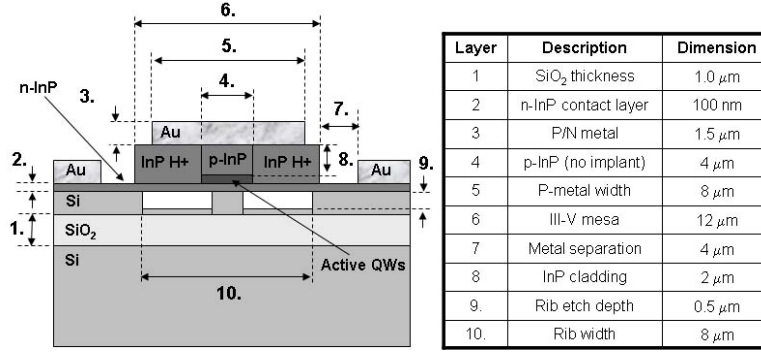 6.
5.
n-InP
3.
4.
7.
Au
2.
Au
InP H+
p-InP
InP H+
8.
Au
9.
Si
1.
SiO₂
Si
Active QWs
10.
Layer Description Dimension
1 SiO₂ thickness 1.0 μm
2 n-InP contact layer 100 nm
3 P/N metal 1.5 μm
4 p-InP (no implant) 4 μm
5 P-metal width 8 μm
6 III-V mesa 12 μm
7 Metal separation 4 μm
8 InP cladding 2 μm
9. Rib etch depth 0.5 μm
10. Rib width 8 μm